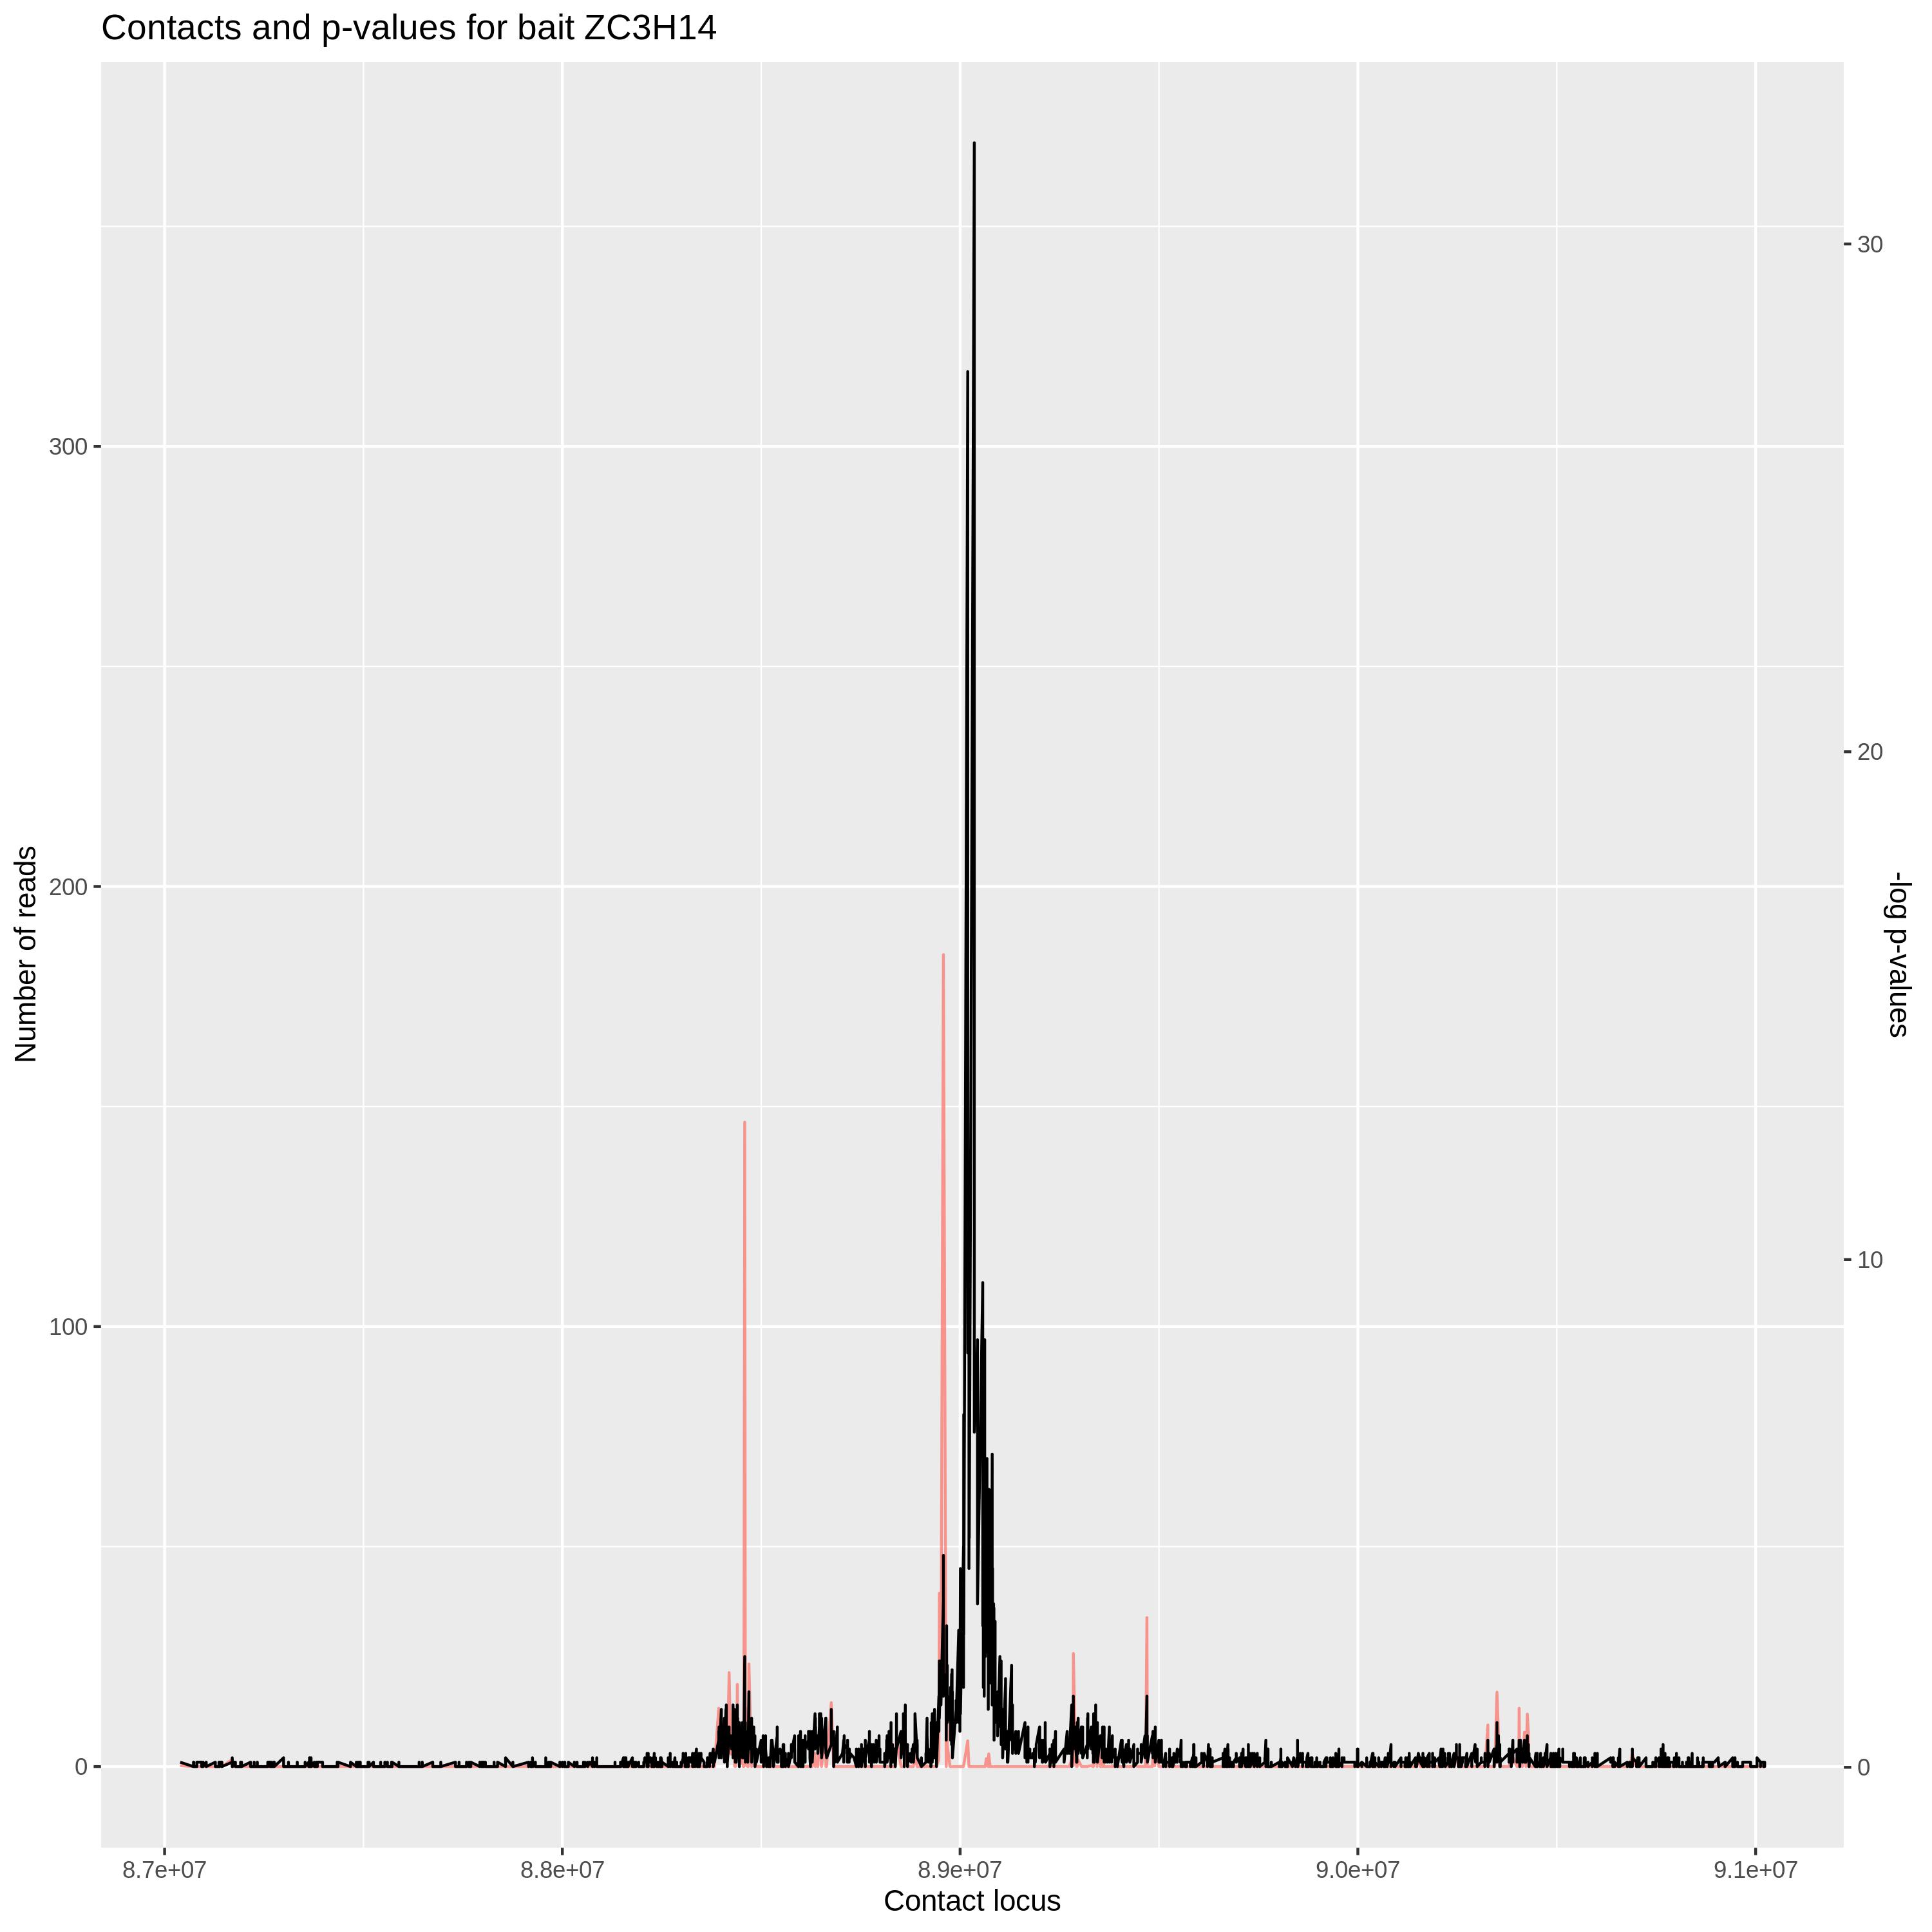 Contacts and p-values for bait ZC3H14
Number of reads
300
200
100
0
30
20
10
0
-log p-values
8.7e+07
8.8e+07
8.9e+07
9.0e+07
9.1e+07
Contact locus